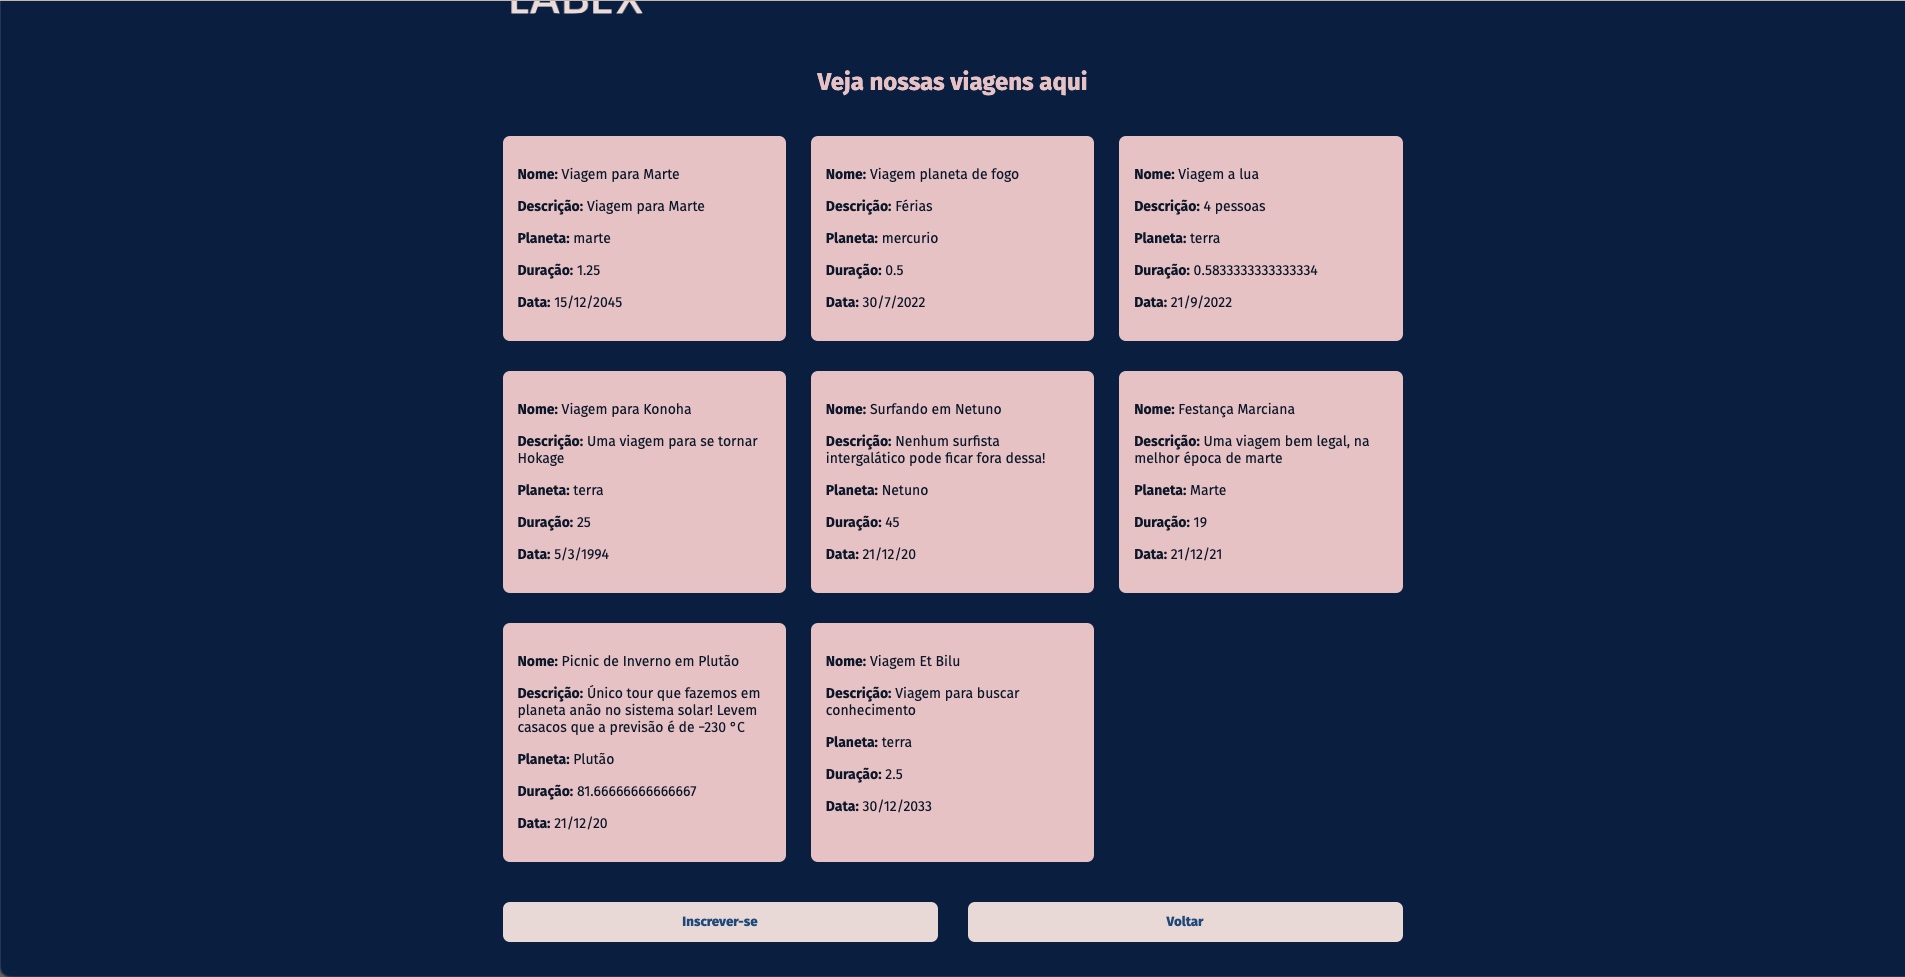 LABEX
Veja nossas viagens aqui
Nome: Viagem para Marte
Descrição: Viagem para Marte
Planeta: marte
Duração: 1.25
Data: 15/12/2045
Nome: Viagem planeta de fogo
Descrição: Férias
Planeta: mercurio
Duração: 0.5
Data: 30/7/2022
Nome: Viagem a lua
Descrição: 4 pessoas
Planeta: terra
Duração: 0.5833333333333334
Data: 21/9/2022
Nome: Viagem para Konoha
Descrição: Uma viagem para se tornar
Hokage
Planeta: terra
Duração: 25
Data: 5/3/1994
Nome: Surfando em Netuno
Descrição: Nenhum surfista
intergalático pode ficar fora dessa!
Planeta: Netuno
Duração: 45
Data: 21/12/20
Nome: Festança Marciana
Descrição: Uma viagem bem legal, na
melhor época de marte
Planeta: Marte
Duração: 19
Data: 21/12/21
Nome: Picnic de Inverno em Plutão
Descrição: Único tour que fazemos em
planeta anão no sistema solar! Levem
casacos que a previsão é de −230 °C
Planeta: Plutão
Duração: 81.66666666666667
Data: 21/12/20
Nome: Viagem Et Bilu
Descrição: Viagem para buscar
conhecimento
Planeta: terra
Duração: 2.5
Data: 30/12/2033
Inscrever-se
Voltar